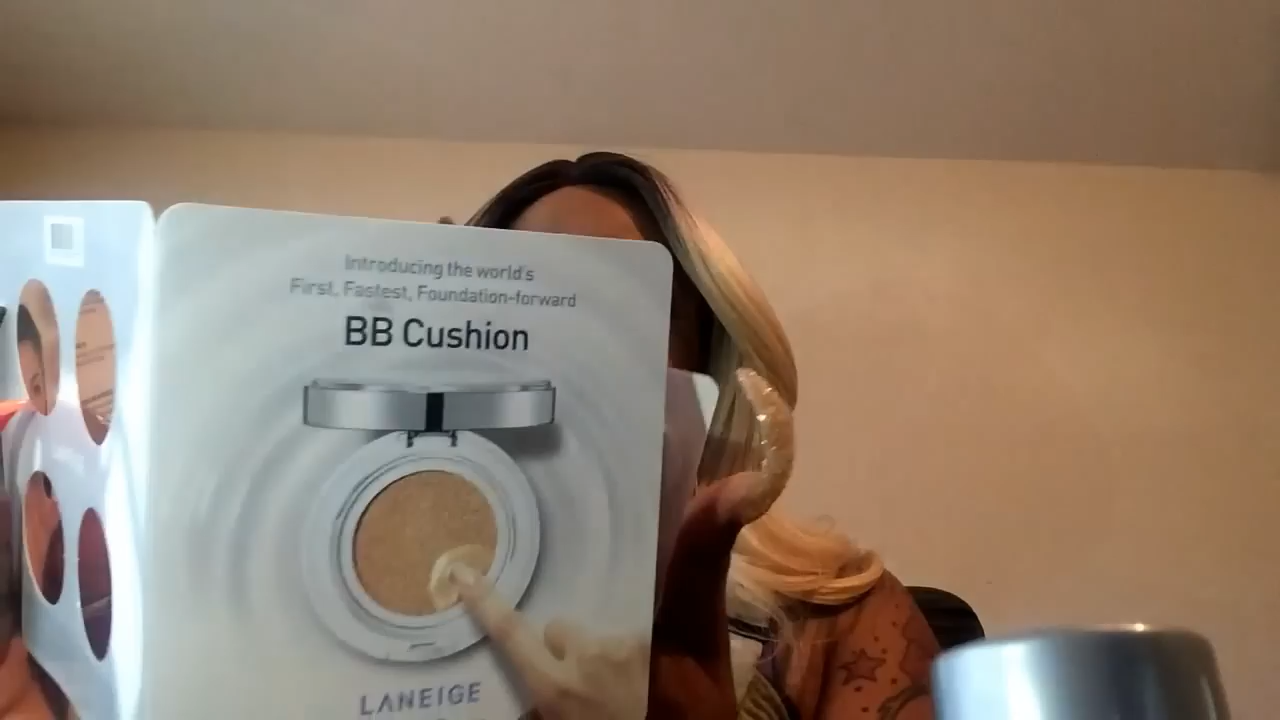 Introducing the world's
First, Fastest, Foundation-forward
BB Cushion
LANEIGE